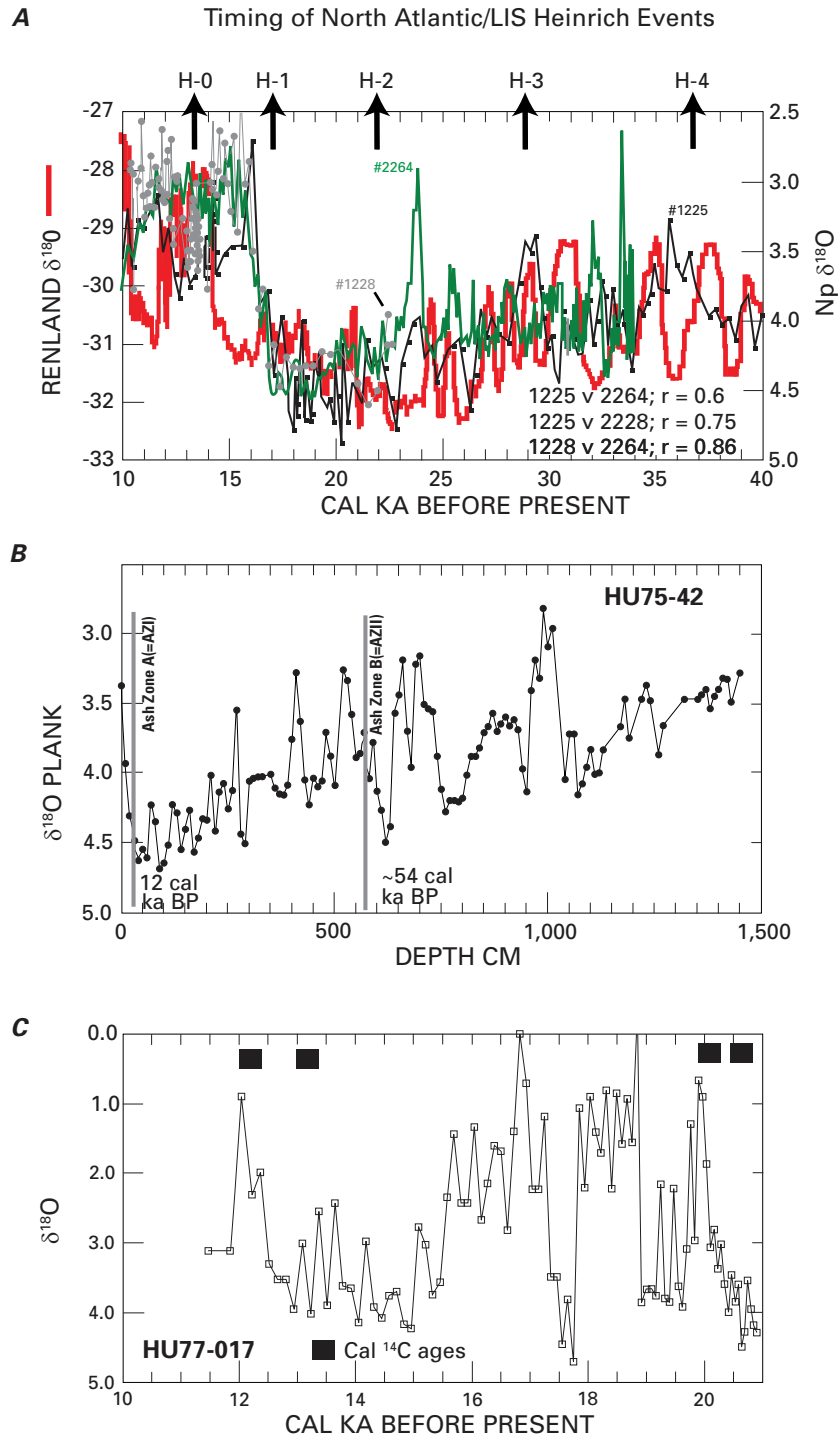 A
Timing of North Atlantic/LIS Heinrich Events
H-0 H-1 H-2 H-3 H-4
-27
-28
-29
-30
-31
-32
-33
RENLAND δ¹⁸0
2.5
3.0
3.5
4.0
4.5
5.0
Np δ¹⁸O
#2264
#1225
#1228
1225 v 2264; r = 0.6
1225 v 2228; r = 0.75
1228 v 2264; r = 0.86
10 15 20 25 30 35 40
CAL KA BEFORE PRESENT
B
HU75-42
3.0
3.5
4.0
4.5
5.0
δ¹⁸O PLANK
Ash Zone A(=AZI)
Ash Zone B(=AZII)
12 cal
ka BP
~54 cal
ka BP
0 500 1,000 1,500
DEPTH CM
C
0.0
1.0
2.0
3.0
4.0
5.0
δ¹⁸O
HU77-017
Cal ¹⁴C ages
10 12 14 16 18 20
CAL KA BEFORE PRESENT